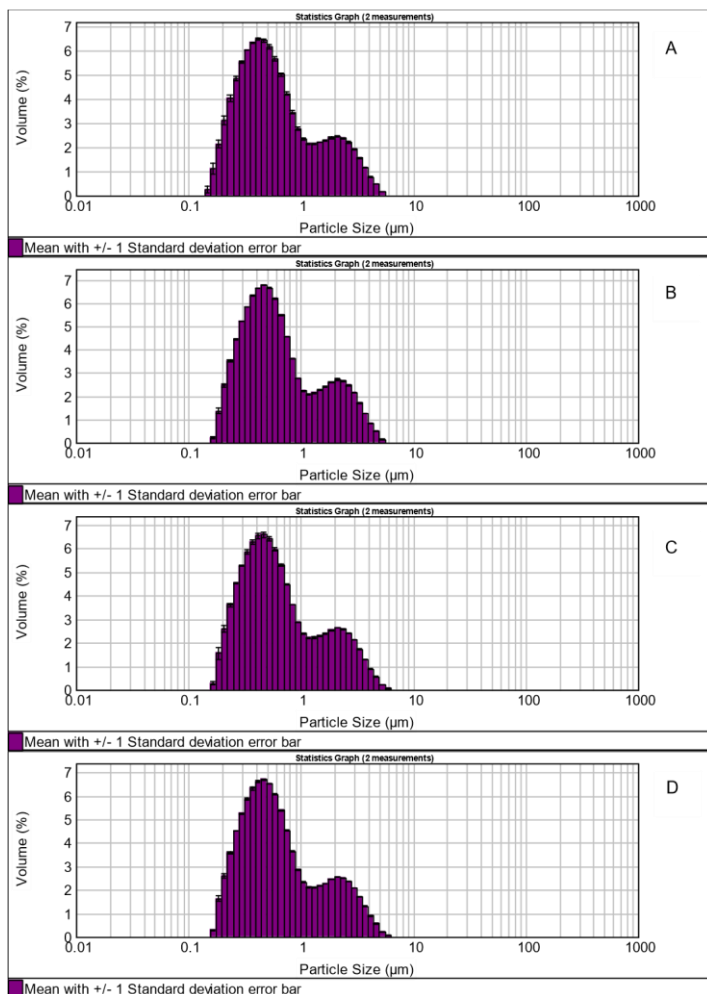 Statistics Graph (2 measurements)
A
Volume (%)
7
6
5
4
3
2
1
0
0.01 0.1 1 10 100 1000
Particle Size (µm)
Mean with +/- 1 Standard deviation error bar
Statistics Graph (2 measurements)
B
Volume (%)
7
6
5
4
3
2
1
0
0.01 0.1 1 10 100 1000
Particle Size (µm)
Mean with +/- 1 Standard deviation error bar
Statistics Graph (2 measurements)
C
Volume (%)
7
6
5
4
3
2
1
0
0.01 0.1 1 10 100 1000
Particle Size (µm)
Mean with +/- 1 Standard deviation error bar
Statistics Graph (2 measurements)
D
Volume (%)
7
6
5
4
3
2
1
0
0.01 0.1 1 10 100 1000
Particle Size (µm)
Mean with +/- 1 Standard deviation error bar